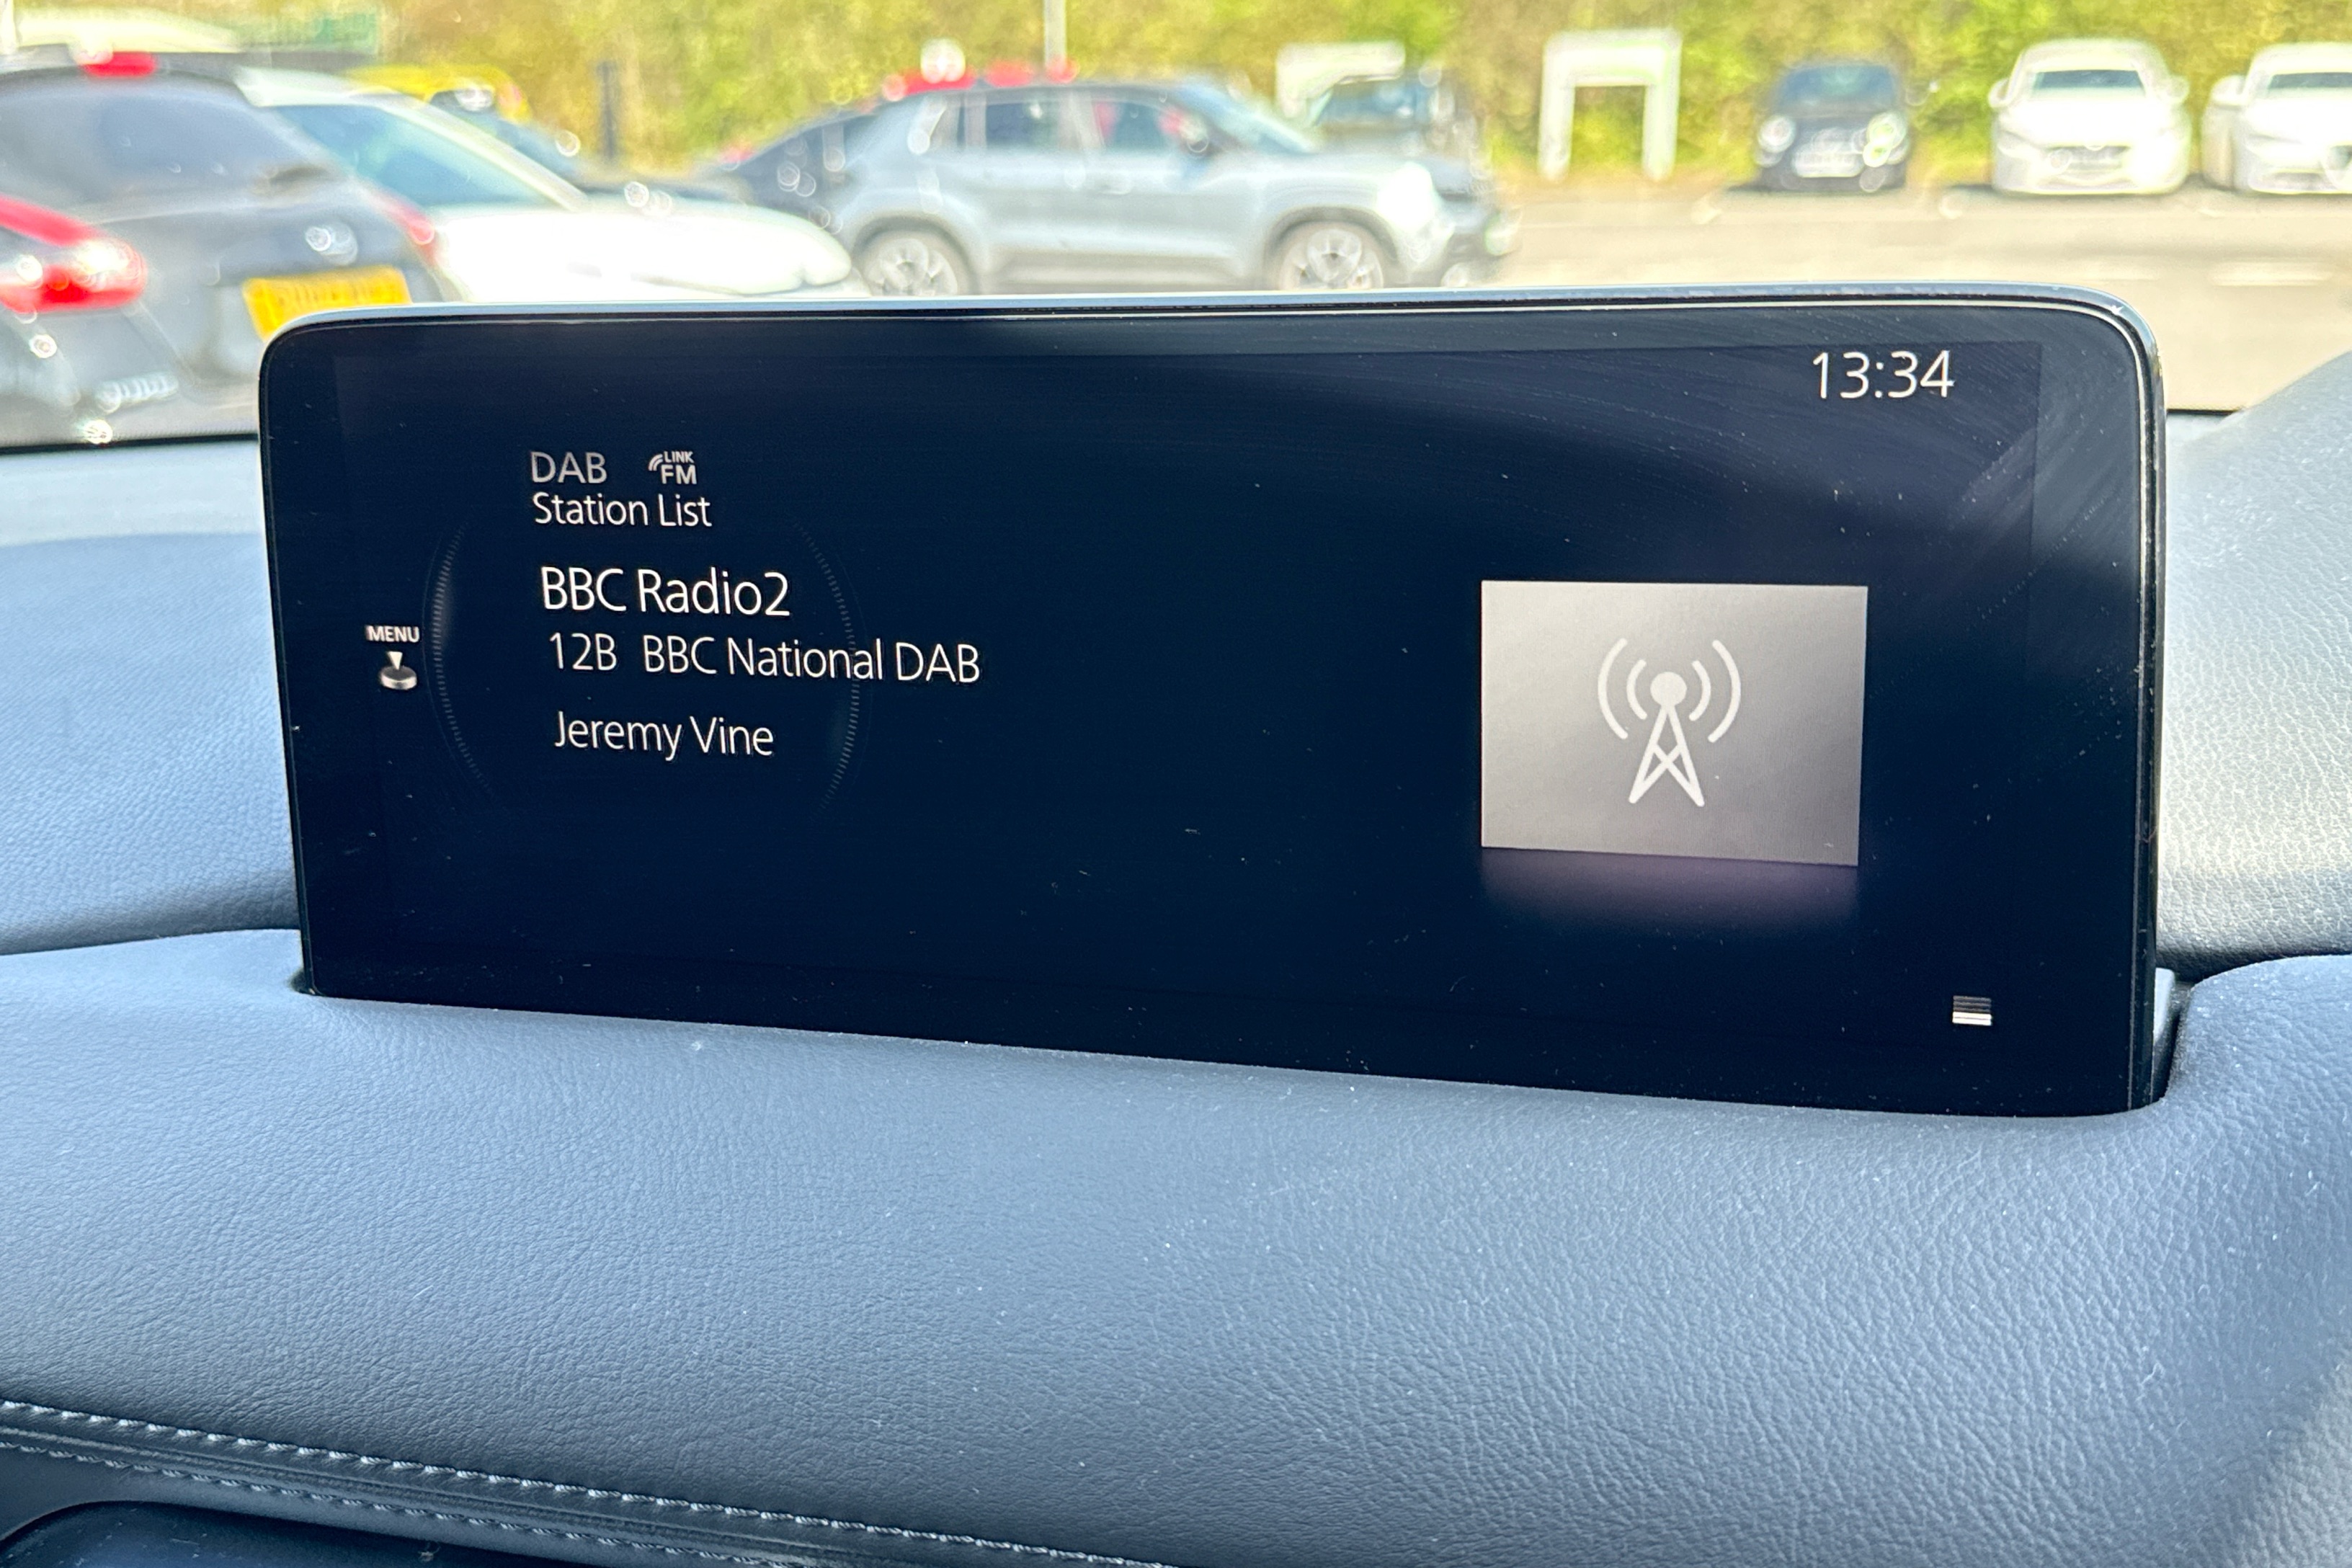 13:34
DAB LINK FM
Station List
BBC Radio2
MENU
12B BBC National DAB
Jeremy Vine